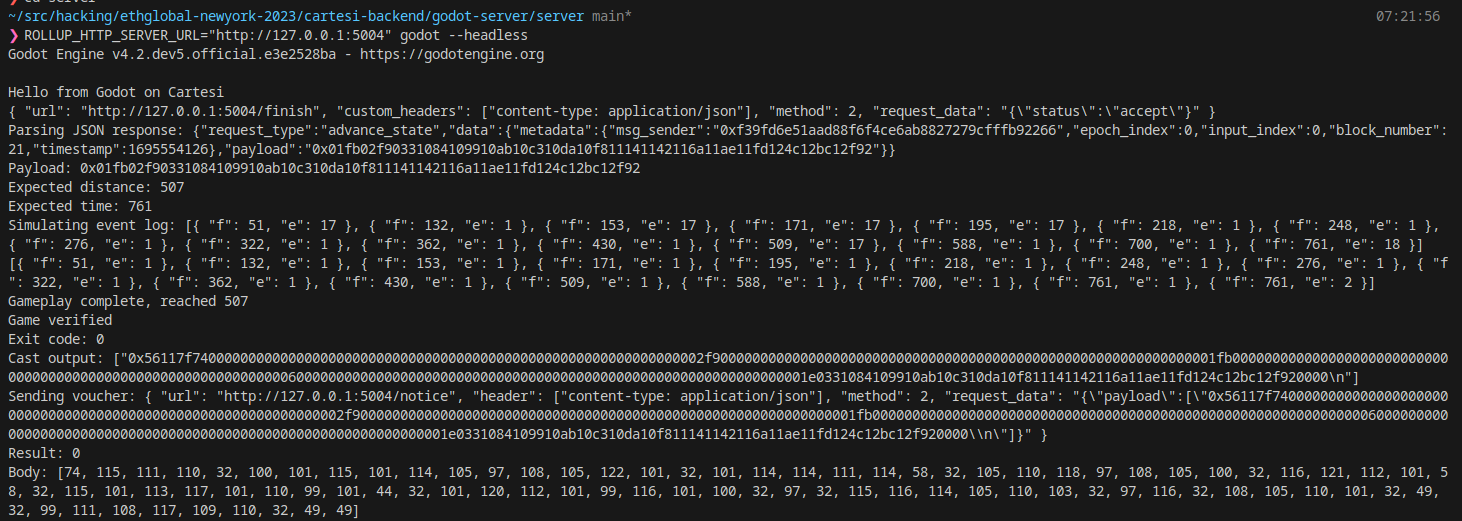 ~/src/hacking/ethglobal-newyork-2023/cartesi-backend/godot-server/server main* 07:21:56
❯ ROLLUP_HTTP_SERVER_URL="http://127.0.0.1:5004" godot --headless
Godot Engine v4.2.dev5.official.e3e2528ba - https://godotengine.org
Hello from Godot on Cartesi
{ "url": "http://127.0.0.1:5004/finish", "custom_headers": ["content-type: application/json"], "method": 2, "request_data": "{\"status\":\"accept\"}" }
Parsing JSON response: {"request_type":"advance_state","data":{"metadata":{"msg_sender":"0xf39fd6e51aad88f6f4ce6ab8827279cfffb92266","epoch_index":0,"input_index":0,"block_number":
21,"timestamp":1695554126},"payload":"0x01fb02f90331084109910ab10c310da10f811141142116a11ae11fd124c12bc12f92"}}
Payload: 0x01fb02f90331084109910ab10c310da10f811141142116a11ae11fd124c12bc12f92
Expected distance: 507
Expected time: 761
Simulating event log: [{ "f": 51, "e": 17 }, { "f": 132, "e": 1 }, { "f": 153, "e": 17 }, { "f": 171, "e": 17 }, { "f": 195, "e": 17 }, { "f": 218, "e": 1 }, { "f": 248, "e": 1 },
{ "f": 276, "e": 1 }, { "f": 322, "e": 1 }, { "f": 362, "e": 1 }, { "f": 430, "e": 1 }, { "f": 509, "e": 17 }, { "f": 588, "e": 1 }, { "f": 700, "e": 1 }, { "f": 761, "e": 18 }]
[{ "f": 51, "e": 1 }, { "f": 132, "e": 1 }, { "f": 153, "e": 1 }, { "f": 171, "e": 1 }, { "f": 195, "e": 1 }, { "f": 218, "e": 1 }, { "f": 248, "e": 1 }, { "f": 276, "e": 1 }, { "f
": 322, "e": 1 }, { "f": 362, "e": 1 }, { "f": 430, "e": 1 }, { "f": 509, "e": 1 }, { "f": 588, "e": 1 }, { "f": 700, "e": 1 }, { "f": 761, "e": 1 }, { "f": 761, "e": 2 }]
Gameplay complete, reached 507
Game verified
Exit code: 0
Cast output: ["0x56117f7400000000000000000000000000000000000000000000000000000000000002f900000000000000000000000000000000000000000000000000000000000001fb000000000000000000000000000
0000000000000000000000000000000000060000000000000000000000000000000000000000000000000000000000000001e0331084109910ab10c310da10f811141142116a11ae11fd124c12bc12f920000\n"]
Sending voucher: { "url": "http://127.0.0.1:5004/notice", "header": ["content-type: application/json"], "method": 2, "request_data": "{\"payload\":[\"0x56117f7400000000000000000000
000000000000000000000000000000000000000002f900000000000000000000000000000000000000000000000000000000000001fb000000000000000000000000000000000000000000000000000000000000006000000000
0000000000000000000000000000000000000000000000000000001e0331084109910ab10c310da10f811141142116a11ae11fd124c12bc12f920000\\n\"]}" }
Result: 0
Body: [74, 115, 111, 110, 32, 100, 101, 115, 101, 114, 105, 97, 108, 105, 122, 101, 32, 101, 114, 114, 111, 114, 58, 32, 105, 110, 118, 97, 108, 105, 100, 32, 116, 121, 112, 101, 5
8, 32, 115, 101, 113, 117, 101, 110, 99, 101, 44, 32, 101, 120, 112, 101, 99, 116, 101, 100, 32, 97, 32, 115, 116, 114, 105, 110, 103, 32, 97, 116, 32, 108, 105, 110, 101, 32, 49,
32, 99, 111, 108, 117, 109, 110, 32, 49, 49]